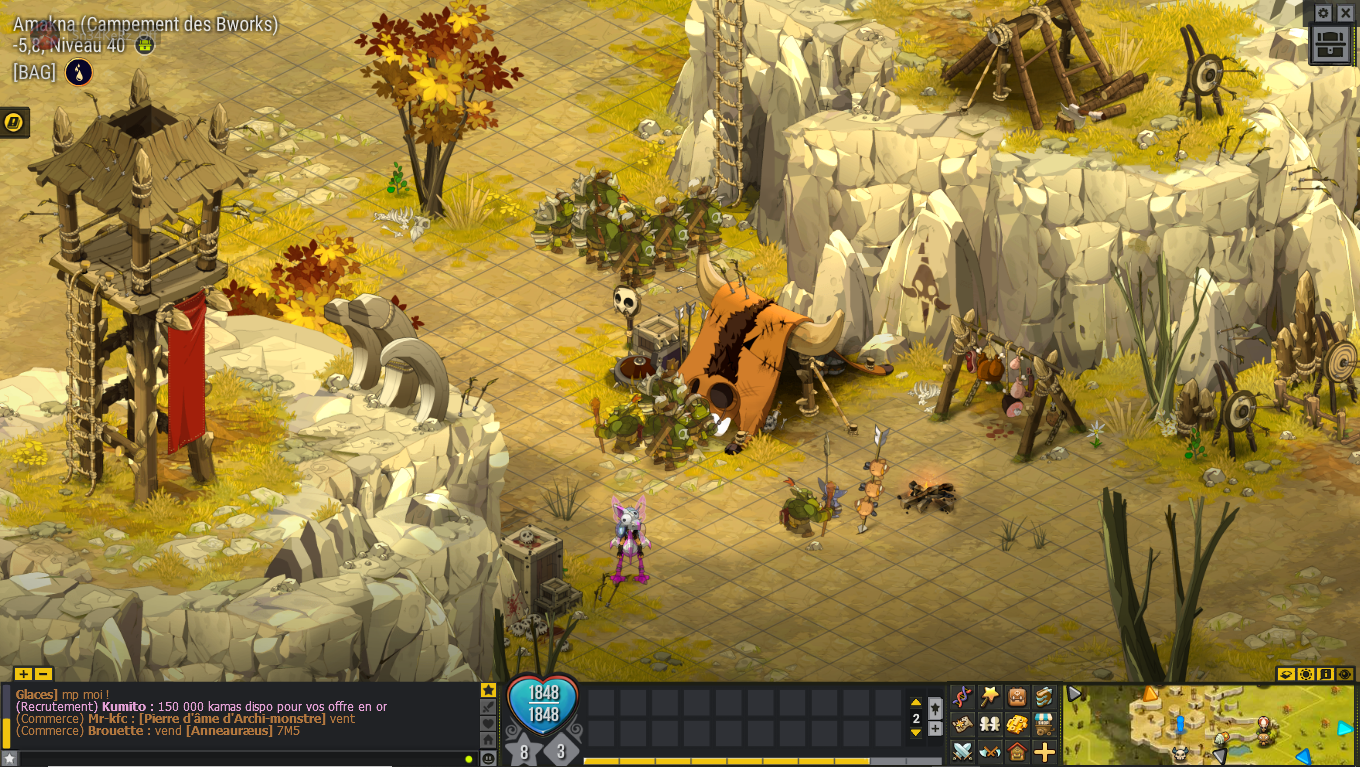 Amakna (Campement des Bworks)
-5,8, Niveau 40
[BAG]
Glaces] mp moi !
(Recrutement) Kumito : 150 000 kamas dispo pour vos offre en or
(Commerce) Mr-kfc : [Pierre d'âme d'Archi-monstre] vent
(Commerce) Brouette : vend [Anneauræus] 7M5
1848
1848
8
3
2